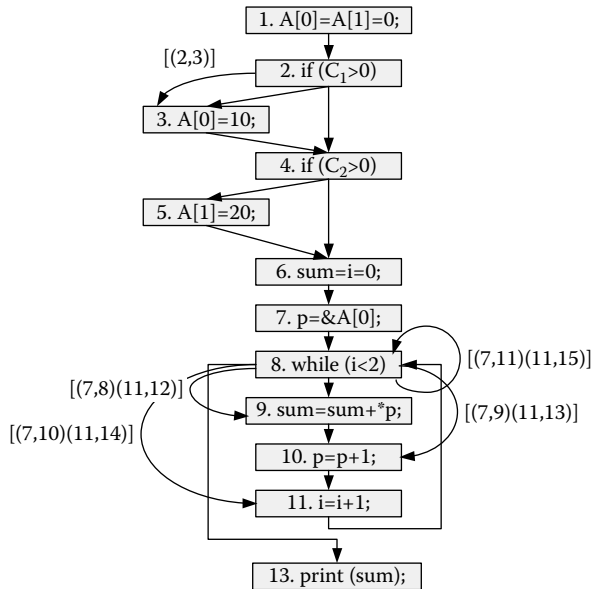 1. A[0]=A[1]=0;
[(2,3)]
2. if (C₁>0)
3. A[0]=10;
4. if (C₂>0)
5. A[1]=20;
6. sum=i=0;
7. p=&A[0];
8. while (i<2)
[(7,11)(11,15)]
[(7,8)(11,12)]
9. sum=sum+*p;
[(7,9)(11,13)]
[(7,10)(11,14)]
10. p=p+1;
11. i=i+1;
13. print (sum);